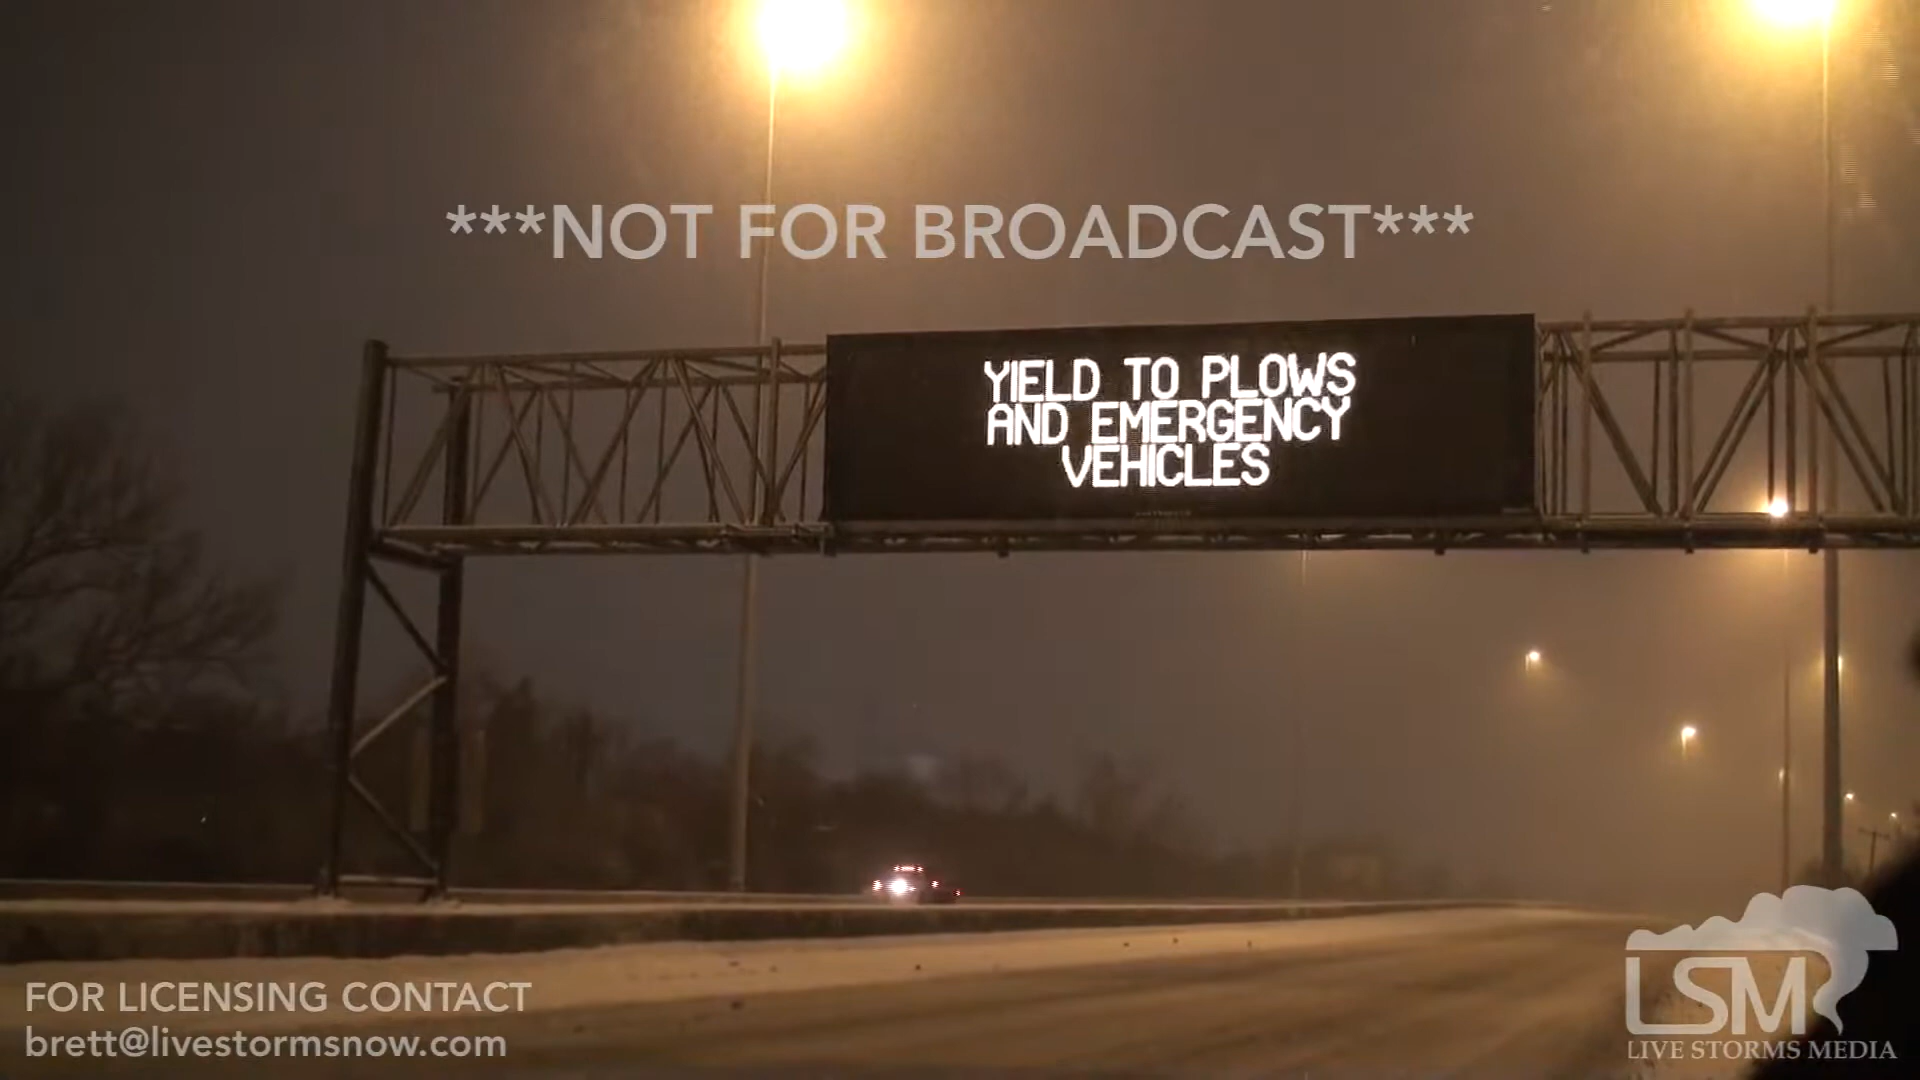 ***NOT FOR BROADCAST***
YIELD TO PLOWS
AND EMERGENCY
VEHICLES
FOR LICENSING CONTACT
brett@livestormsnow.com
LSM
LIVE STORMS MEDIA